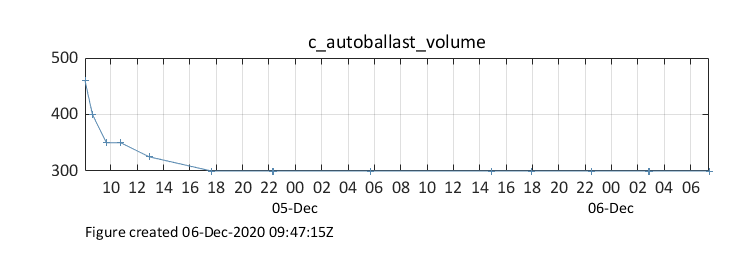 c_autoballast_volume
500
400
300
10 12 14 16 18 20 22 00 02 04 06 08 10 12 14 16 18 20 22 00 02 04 06
05-Dec 06-Dec
Figure created 06-Dec-2020 09:47:15Z